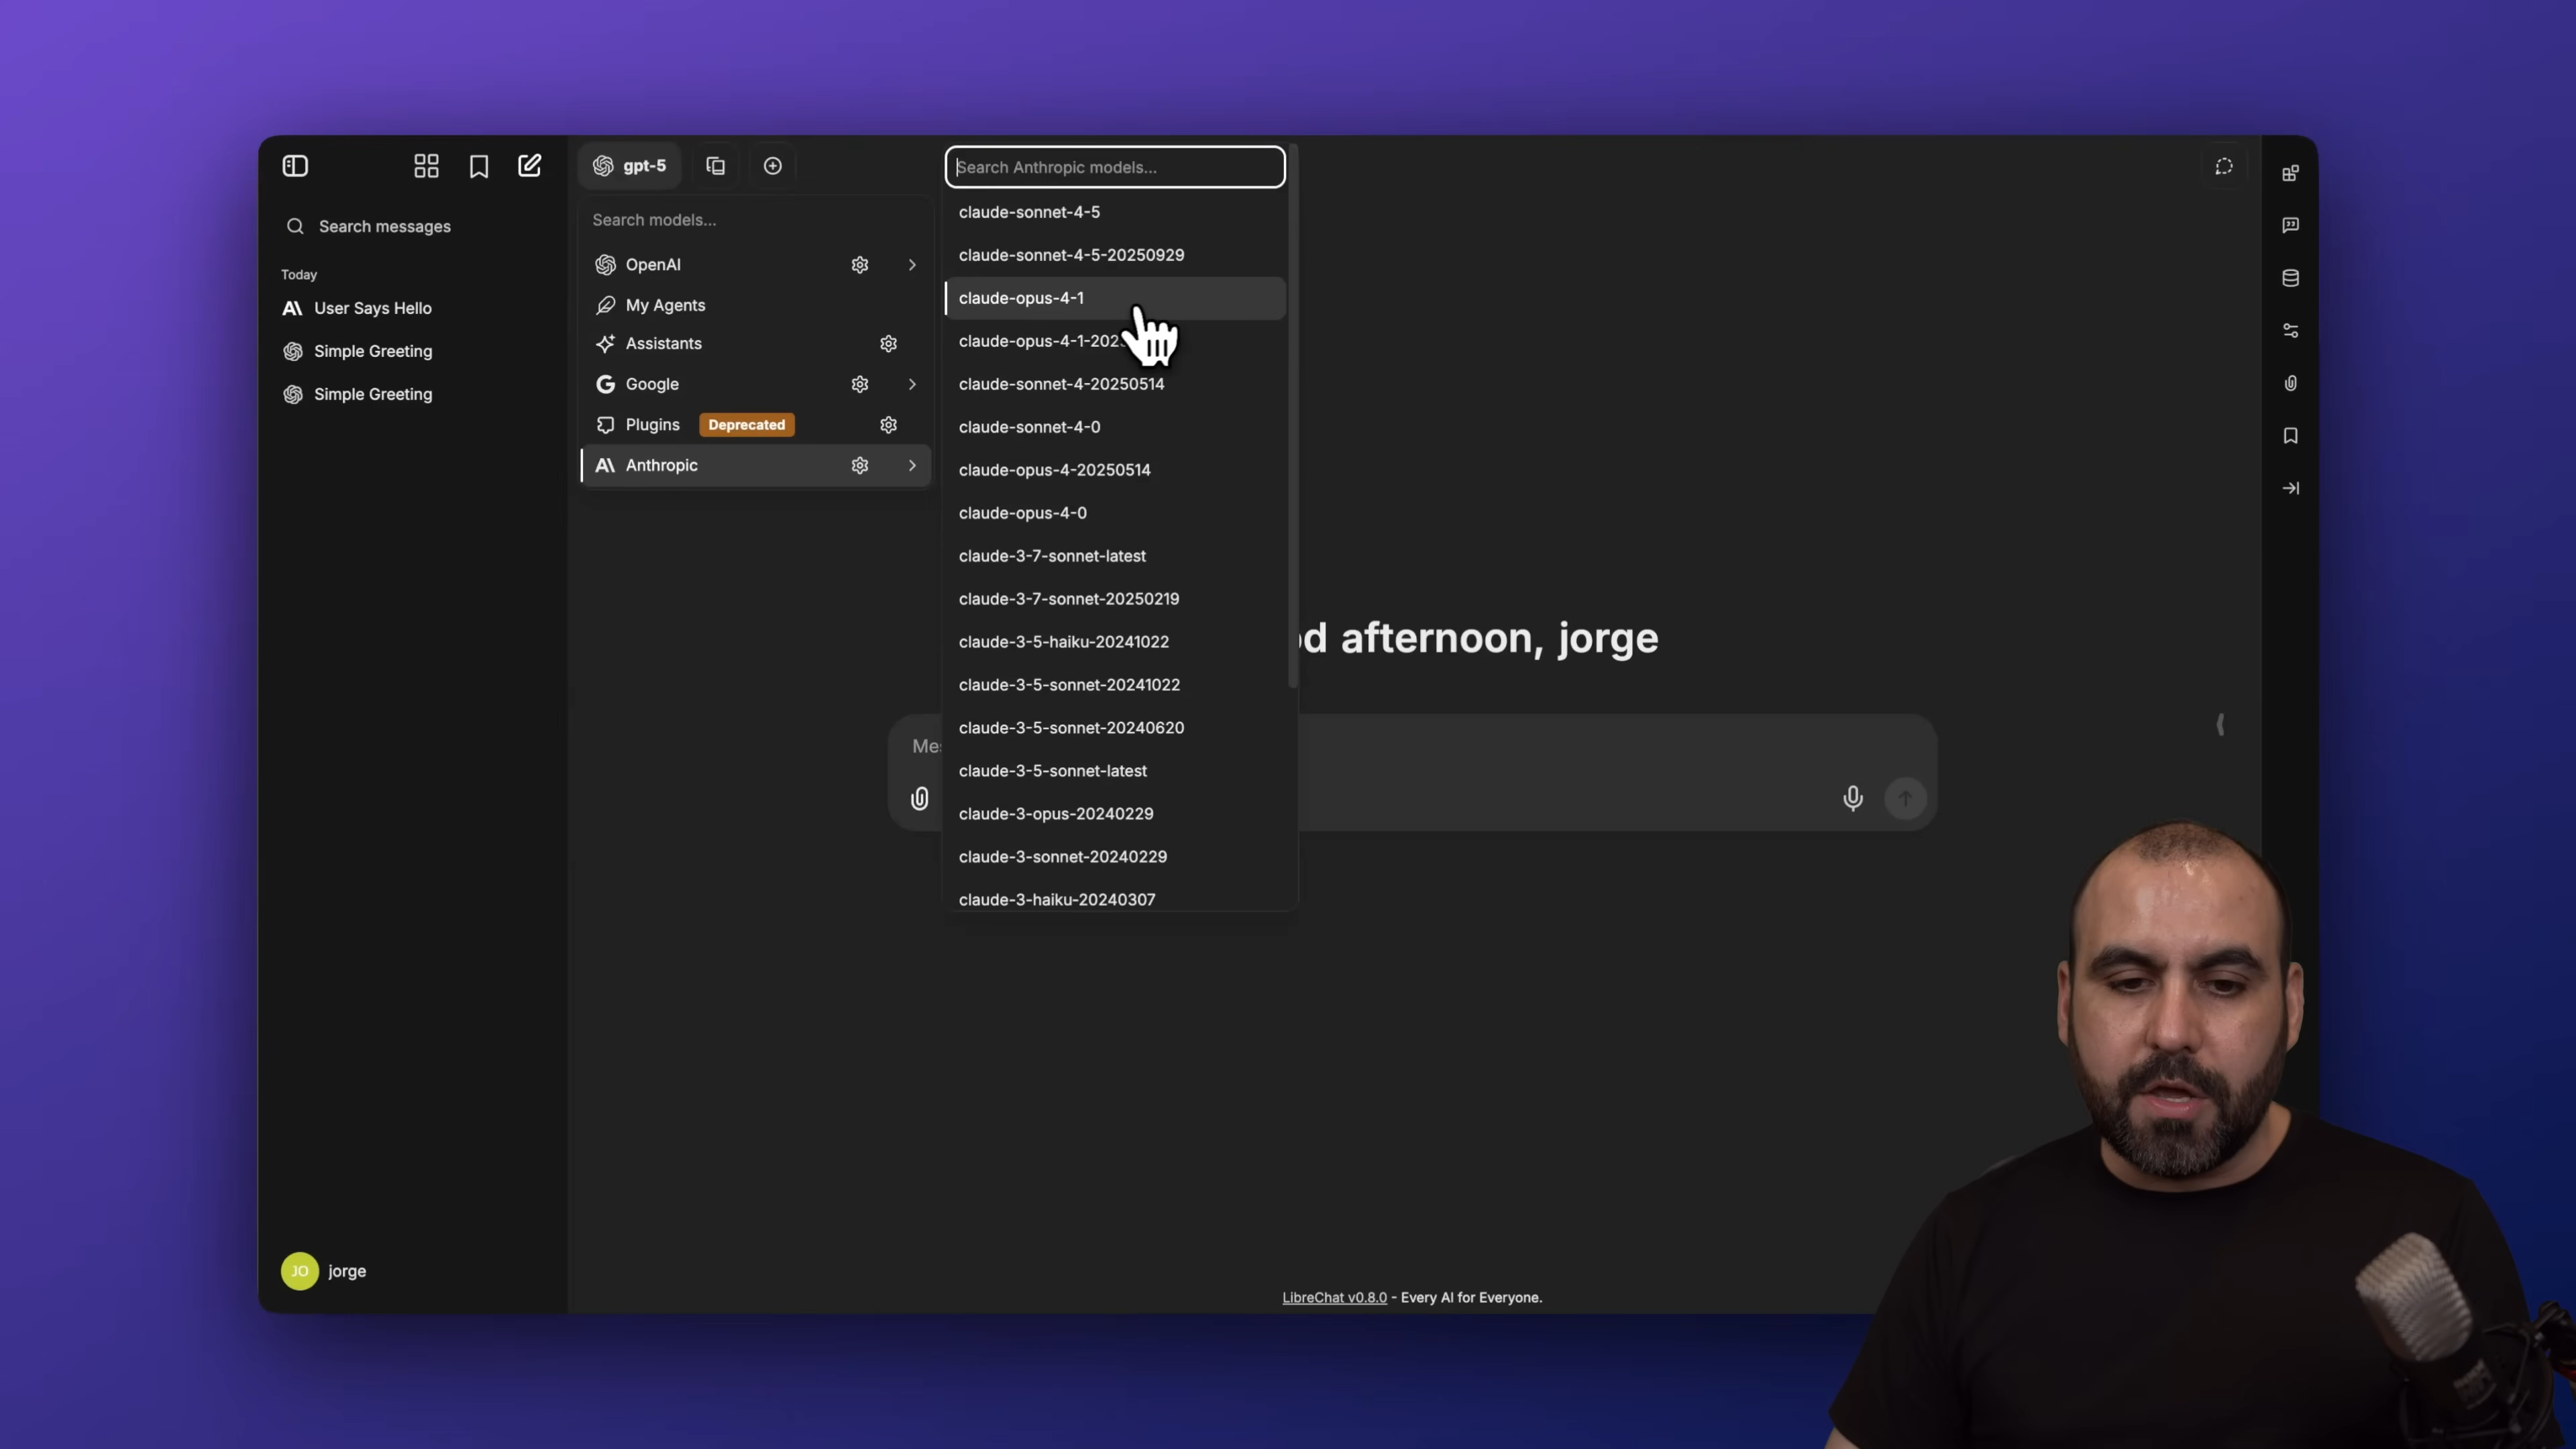 gpt-5
Search messages
Today
User Says Hello
Simple Greeting
Simple Greeting
JO jorge
Search models...
OpenAI
My Agents
Assistants
Google
Plugins Deprecated
Anthropic
Search Anthropic models...
claude-sonnet-4-5
claude-sonnet-4-5-20250929
claude-opus-4-1
claude-opus-4-1-202
claude-sonnet-4-20250514
claude-sonnet-4-0
claude-opus-4-20250514
claude-opus-4-0
claude-3-7-sonnet-latest
claude-3-7-sonnet-20250219
claude-3-5-haiku-20241022
claude-3-5-sonnet-20241022
claude-3-5-sonnet-20240620
claude-3-5-sonnet-latest
claude-3-opus-20240229
claude-3-sonnet-20240229
claude-3-haiku-20240307
afternoon, jorge
LibreChat v0.8.0 - Every AI for Everyone.